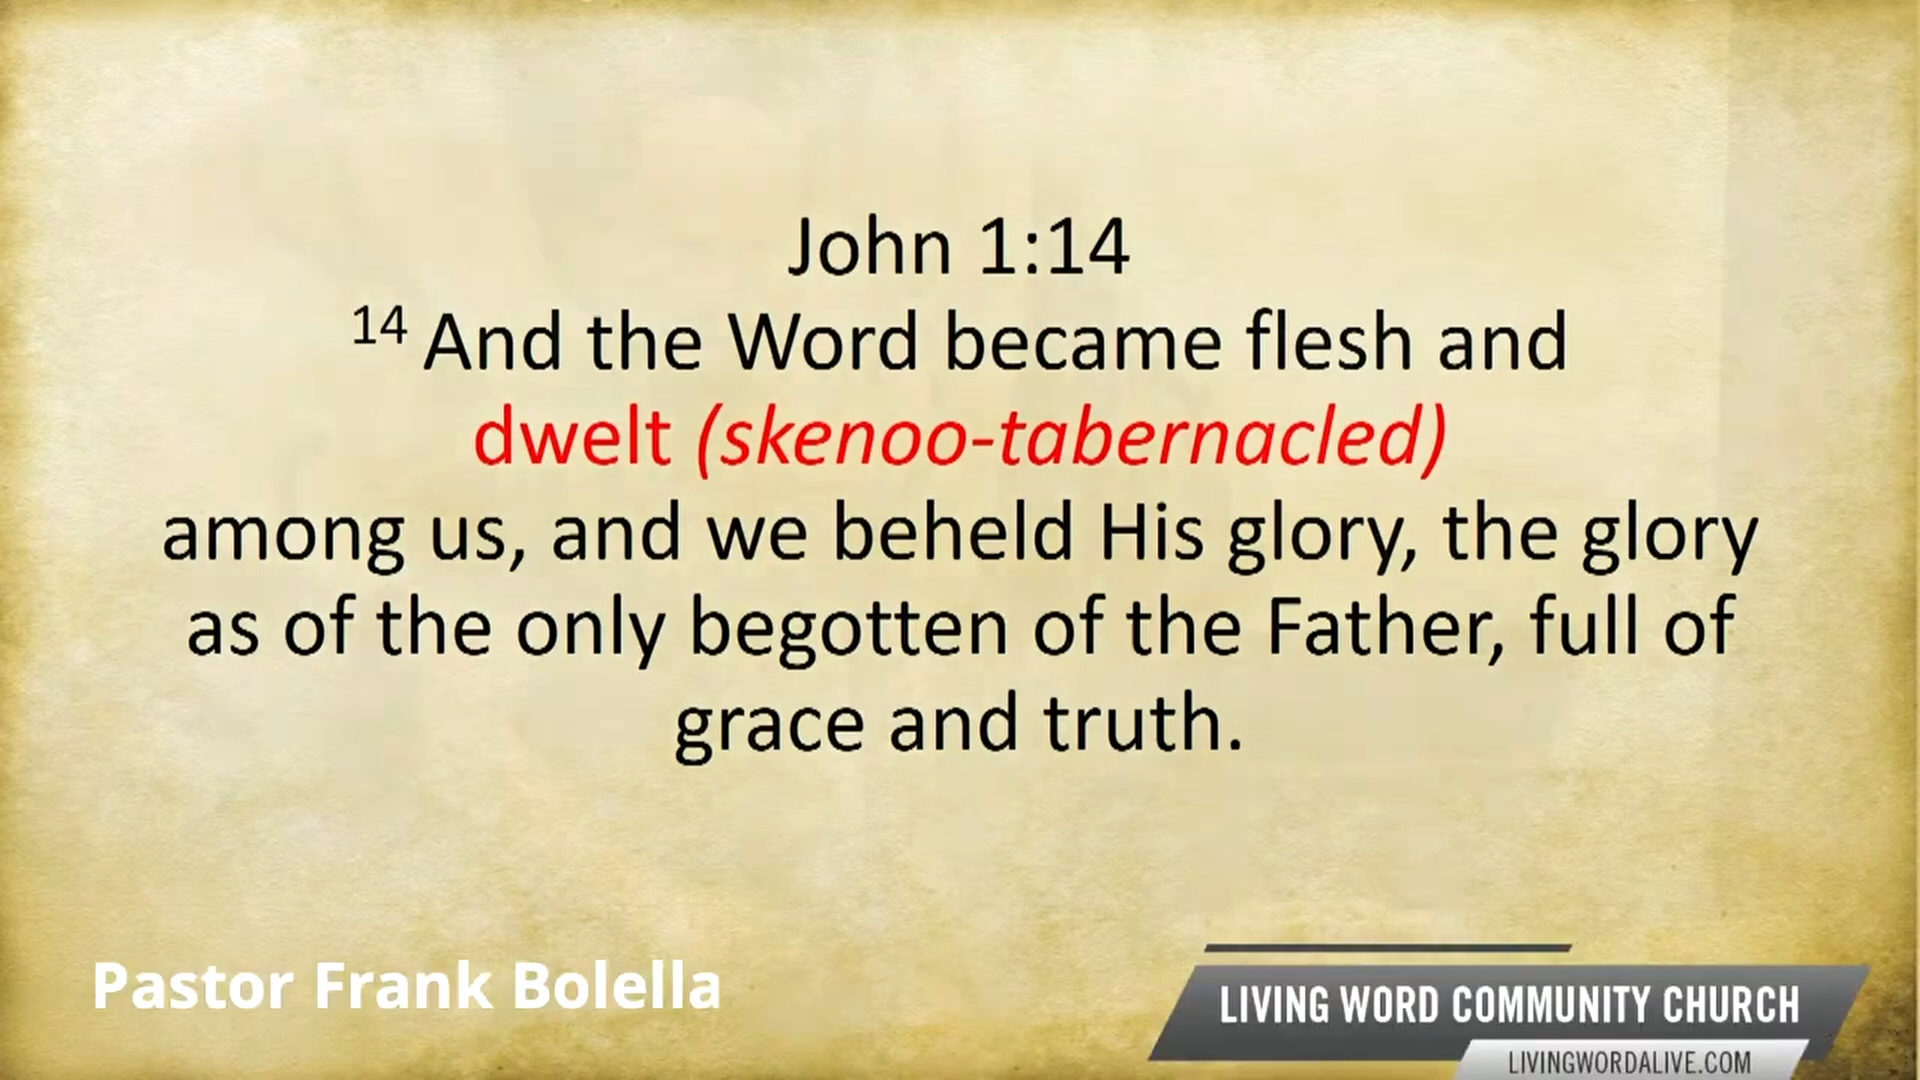 John 1:14
14 And the Word became flesh and
dwelt (skenoo-tabernacled)
among us, and we beheld His glory, the glory
as of the only begotten of the Father, full of
grace and truth.
Pastor Frank Bolella
LIVING WORD COMMUNITY CHURCH
LIVINGWORDALIVE.COM